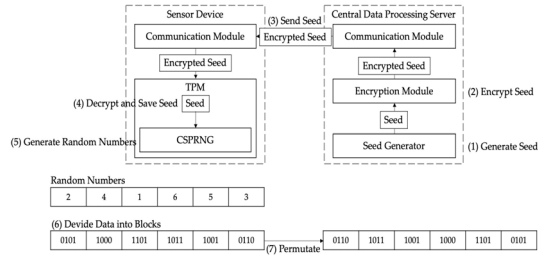 Sensor Device
Central Data Processing Server
(3) Send Seed
Communication Module
Encrypted Seed
Communication Module
Encrypted Seed
Encrypted Seed
TPM
(4) Decrypt and Save Seed
Seed
Encryption Module
(2) Encrypt Seed
Seed
(5) Generate Random Numbers
CSPRNG
Seed Generator
(1) Generate Seed
Random Numbers
2 4 1 6 5 3
(6) Devide Data into Blocks
0101 1000 1101 1011 1001 0110
(7) Permutate
0110 1011 1001 1000 1101 0101